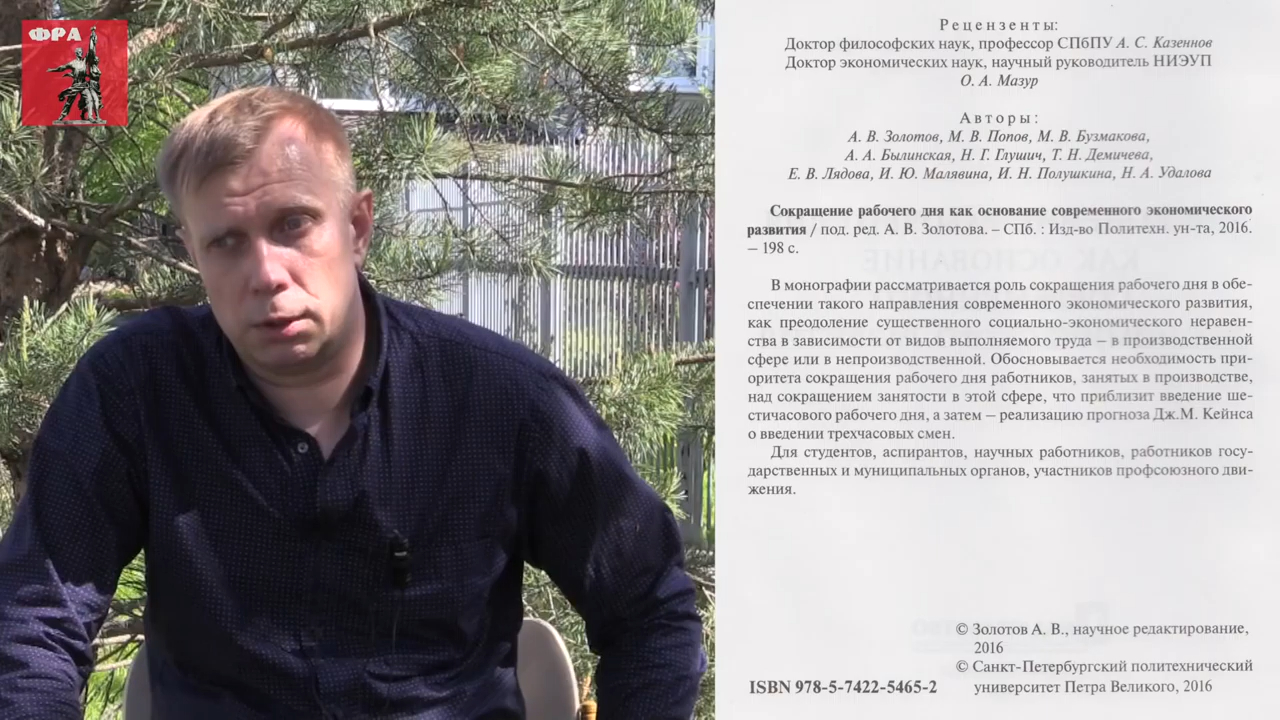 ФРА
Рецензенты:
Доктор философских наук, профессор СПбПУ А. С. Казеннов
Доктор экономических наук, научный руководитель НИЭУП
О. А. Мазур
Авторы:
А. В. Золотов, М. В. Попов, М. В. Бузмакова,
А. А. Былинская, Н. Г. Глушич, Т. Н. Демичева,
Е. В. Лядова, И. Ю. Малявина, И. Н. Полушкина, Н. А. Удалова
Сокращение рабочего дня как основание современного экономического
развития / под. ред. А. В. Золотова. – СПб. : Изд-во Политехн. ун-та, 2016.
– 198 с.
В монографии рассматривается роль сокращения рабочего дня в обе-
спечении такого направления современного экономического развития,
как преодоление существенного социально-экономического неравен-
ства в зависимости от видов выполняемого труда – в производственной
сфере или в непроизводственной. Обосновывается необходимость при-
оритета сокращения рабочего дня работников, занятых в производстве,
над сокращением занятости в этой сфере, что приблизит введение ше-
стичасового рабочего дня, а затем – реализацию прогноза Дж.М. Кейнса
о введении трехчасовых смен.
Для студентов, аспирантов, научных работников, работников госу-
дарственных и муниципальных органов, участников профсоюзного дви-
жения.
© Золотов А. В., научное редактирование,
2016
© Санкт-Петербургский политехнический
университет Петра Великого, 2016
ISBN 978-5-7422-5465-2